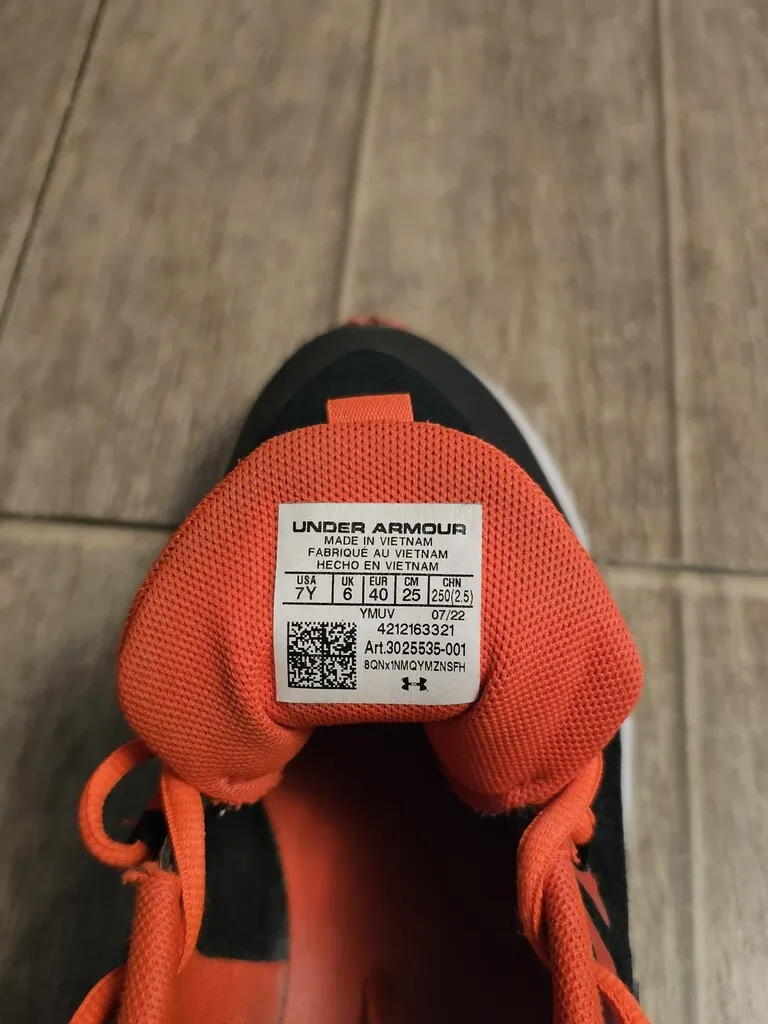 UNDER ARMOUR
MADE IN VIETNAM
FABRIQUÉ AU VIETNAM
HECHO EN VIETNAM
USA UK EUR CM CHN
7Y 6 40 25 250(2.5)
YMUV 07/22
4212163321
Art.3025535-001
8QNx1NMQYMZNSFH